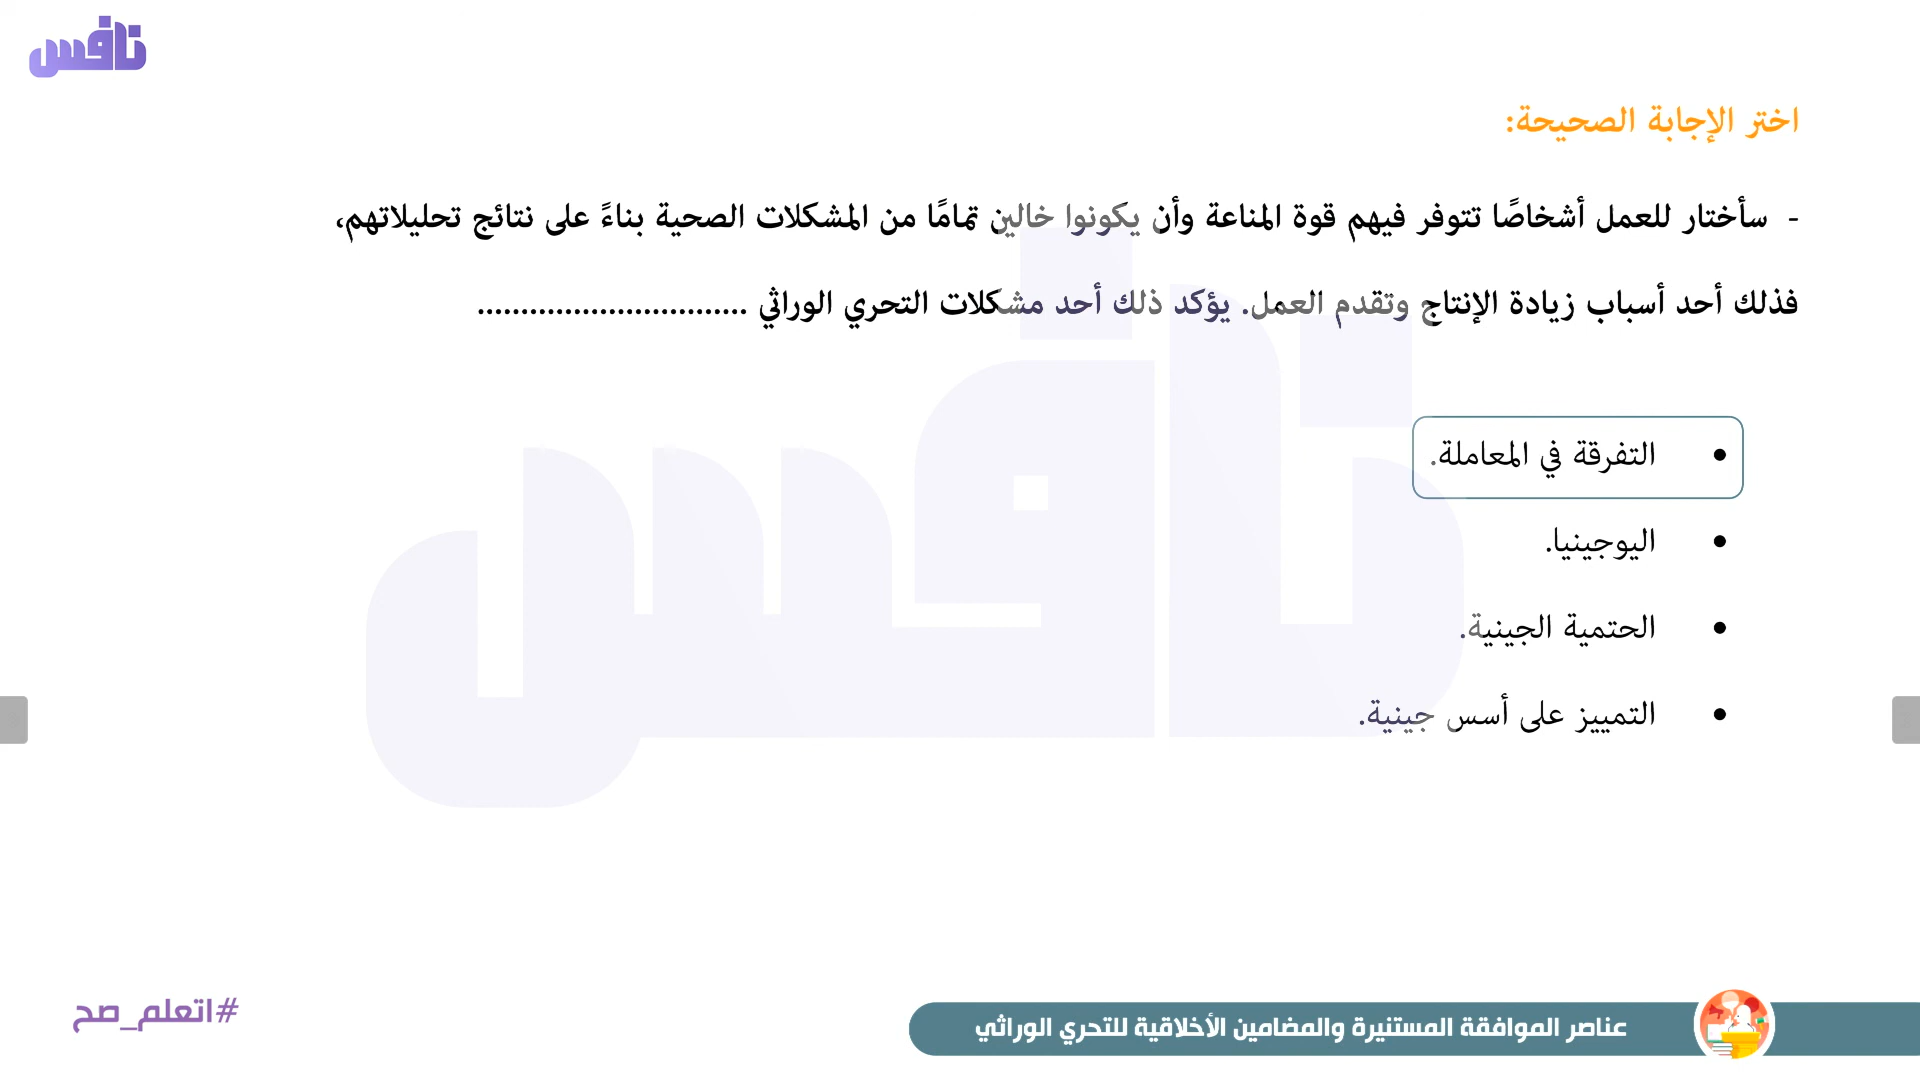 نافس
اختر الإجابة الصحيحة:
- سأختار للعمل أشخاصًا تتوفر فيهم قوة المناعة وأن يكونوا خالين تمامًا من المشكلات الصحية بناءً على نتائج تحليلاتهم،
فذلك أحد أسباب زيادة الإنتاج وتقدم العمل. يؤكد ذلك أحد مشكلات التحري الوراثي ...............................
• التفرقة في المعاملة.
• اليوجينيا.
• الحتمية الجينية.
• التمييز على أسس جينية.
نافس
عناصر الموافقة المستنيرة والمضامين الأخلاقية للتحري الوراثي
#اتعلم_صح